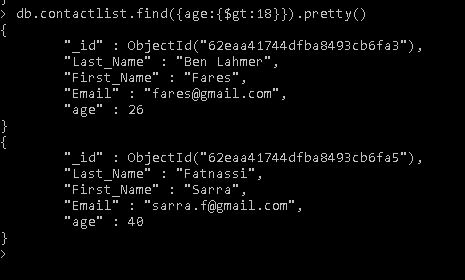 > db.contactlist.find({age:{$gt:18}}).pretty()
{
        "_id" : ObjectId("62eaa41744dfba8493cb6fa3"),
        "Last_Name" : "Ben Lahmer",
        "First_Name" : "Fares",
        "Email" : "fares@gmail.com",
        "age" : 26
}
{
        "_id" : ObjectId("62eaa41744dfba8493cb6fa5"),
        "Last_Name" : "Fatnassi",
        "First_Name" : "Sarra",
        "Email" : "sarra.f@gmail.com",
        "age" : 40
}
>